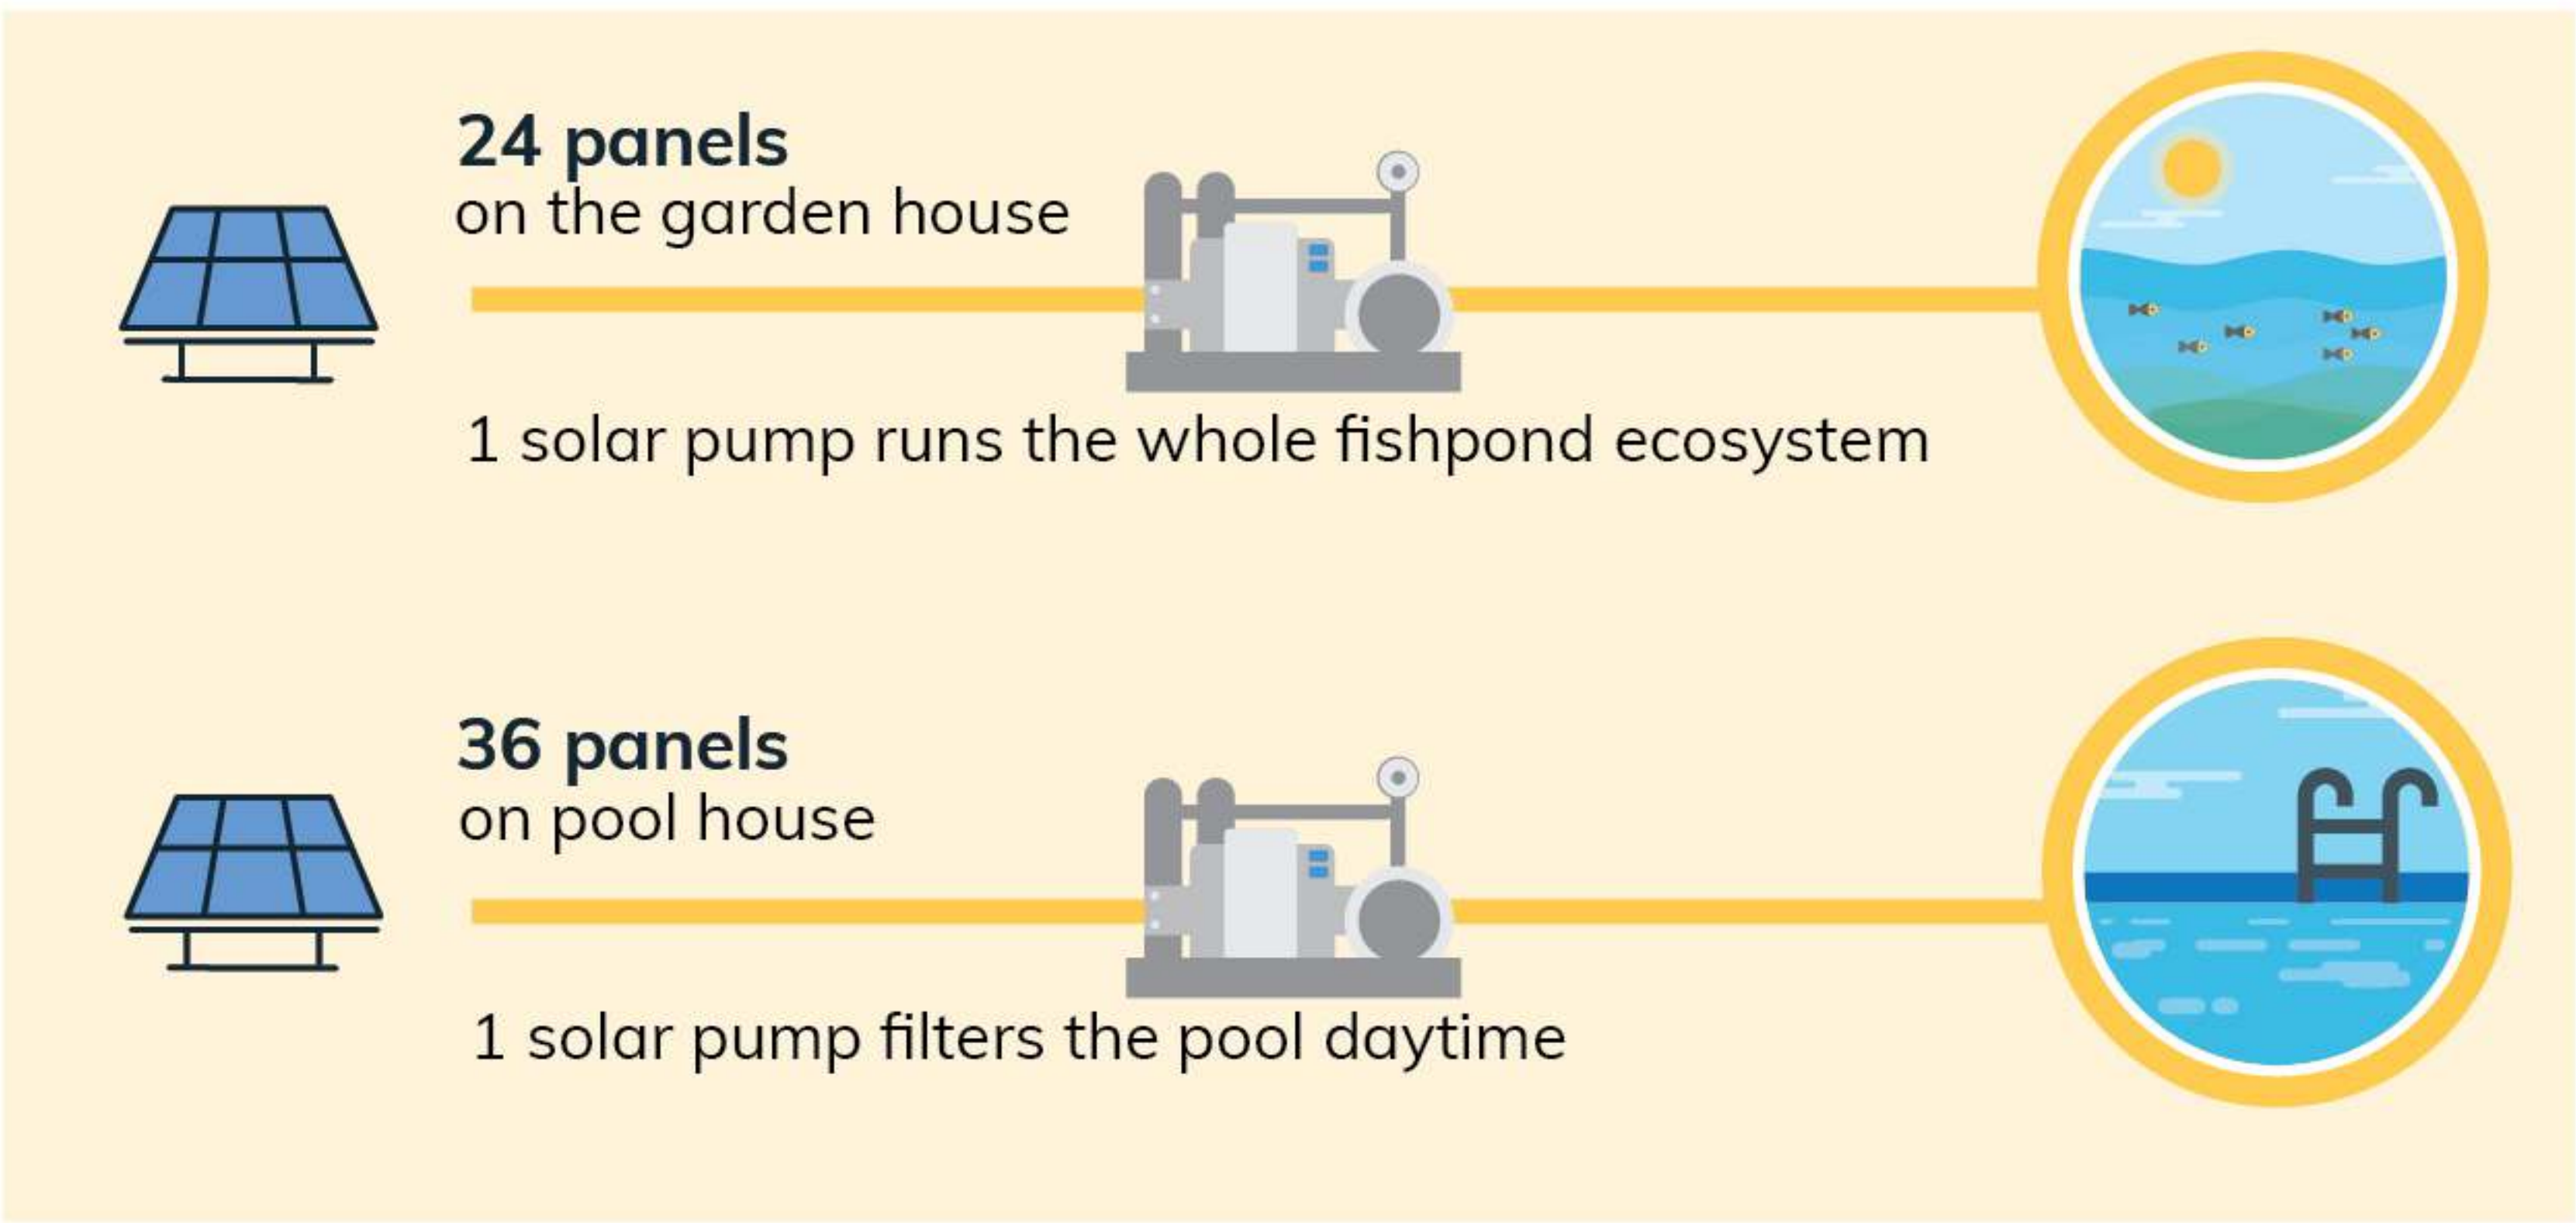 24 panels
on the garden house
1 solar pump runs the whole fishpond ecosystem
36 panels
on pool house
1 solar pump filters the pool daytime